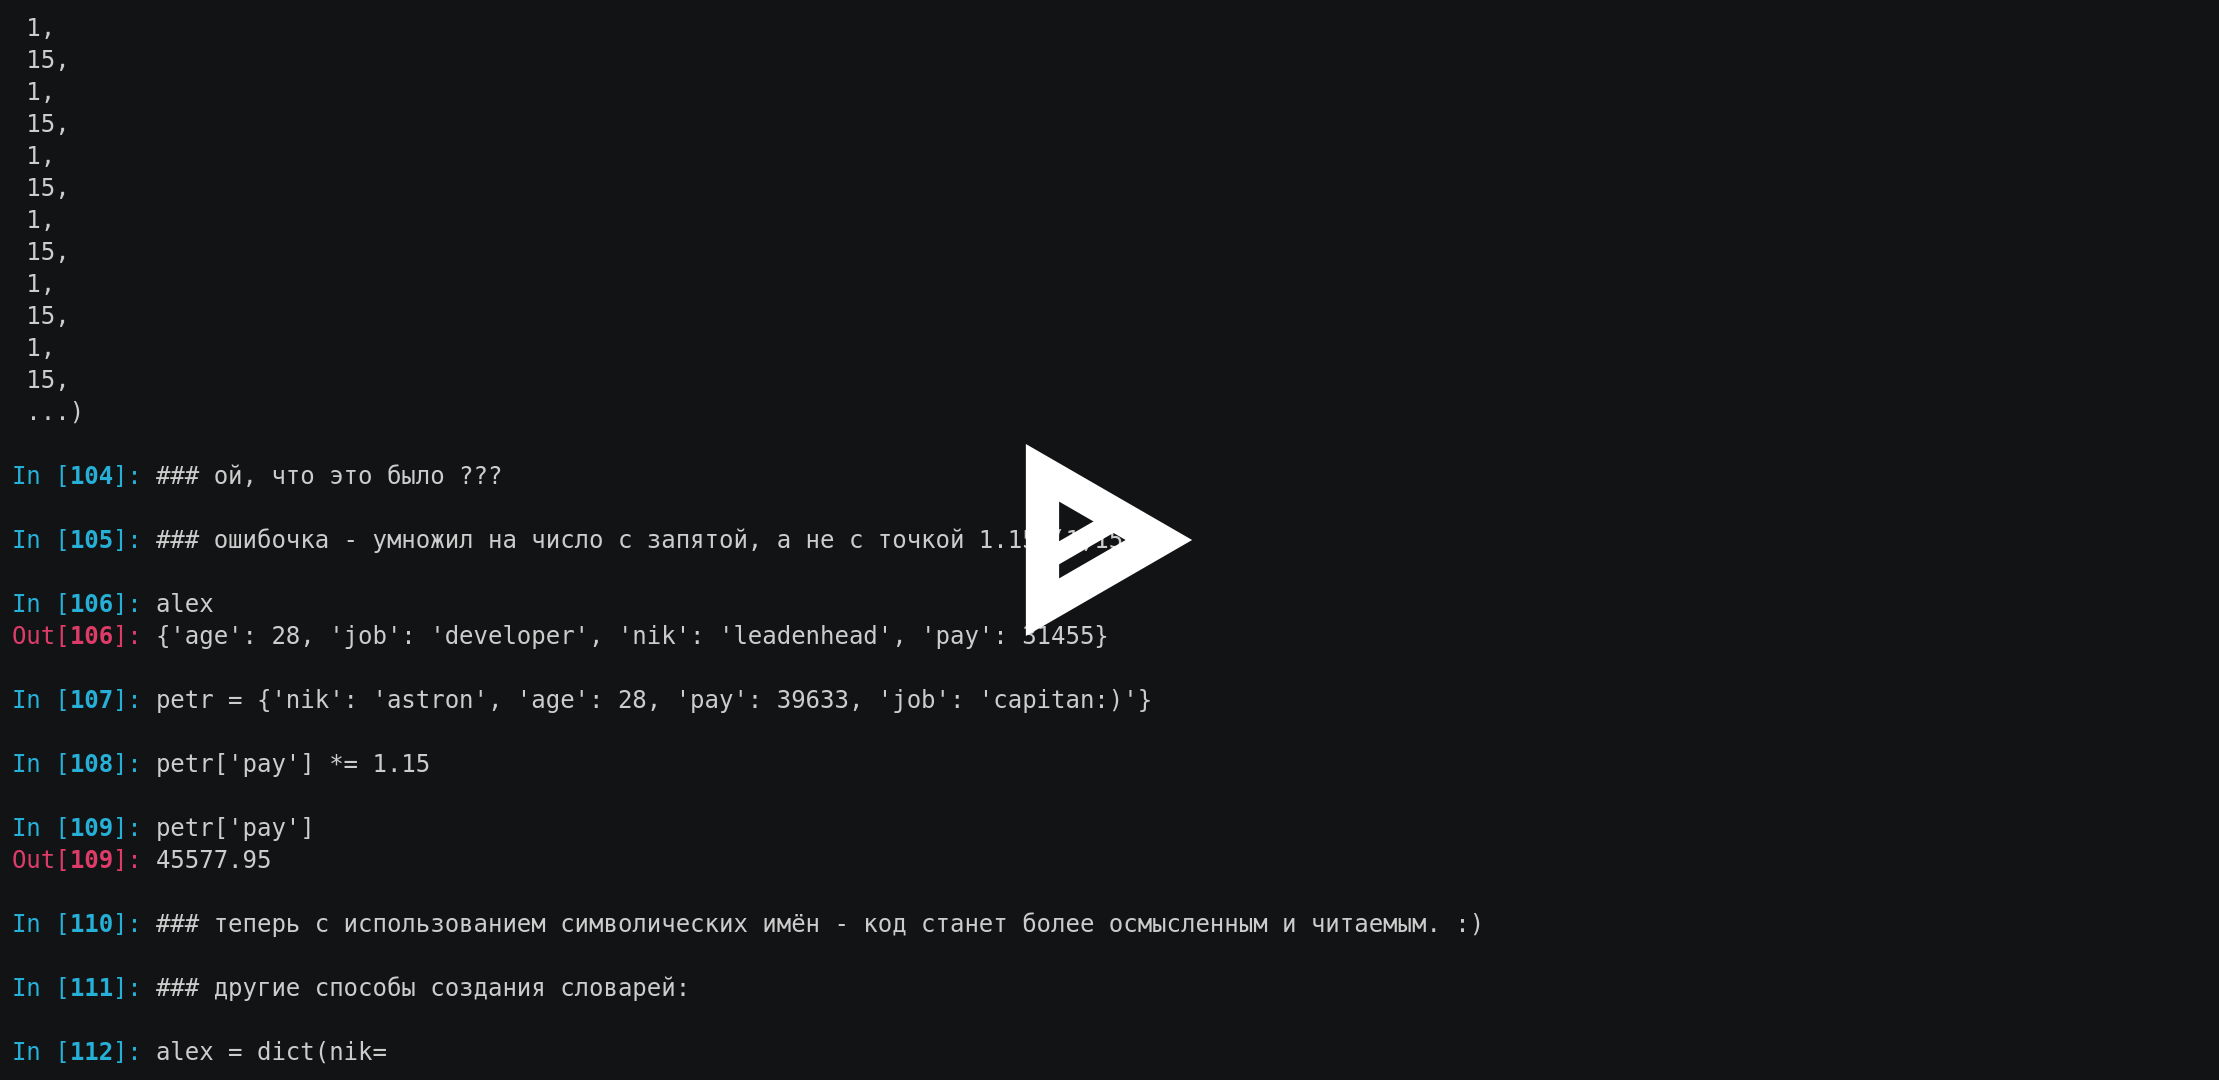 1,
15,
1,
15,
1,
15,
1,
15,
1,
15,
1,
15,
...)
In [104]: ### ой, что это было ???
In [105]: ### ошибочка - умножил на число с запятой, а не с точкой
In [106]: alex
Out[106]: {'age': 28, 'job': 'developer', 'nik': 'leadenhead', 'pay': 31455}
In [107]: petr = {'nik': 'astron', 'age': 28, 'pay': 39633, 'job': 'capitan:)'}
In [108]: petr['pay'] *= 1.15
In [109]: petr['pay']
Out[109]: 45577.95
In [110]: ### теперь с использованием символических имён - код станет более осмысленным и читаемым. :)
In [111]: ### другие способы создания словарей:
In [112]: alex = dict(nik=